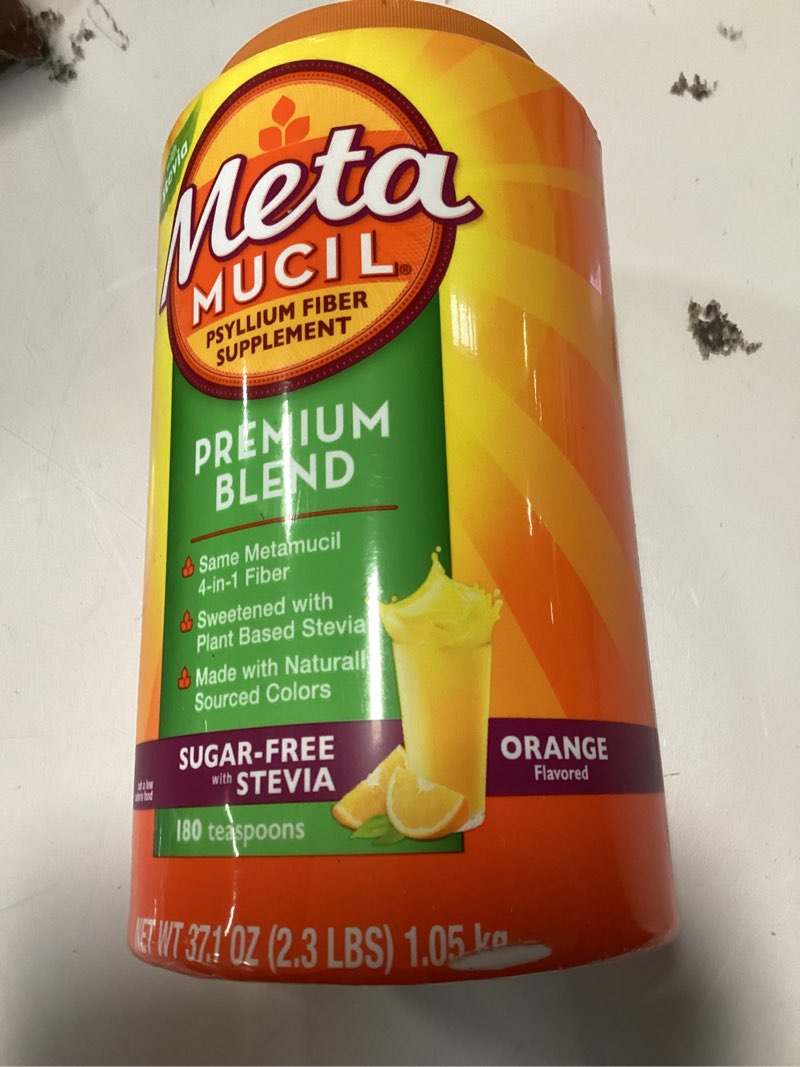 Stevia
Meta
MUCIL®
PSYLLIUM FIBER
SUPPLEMENT
PREMIUM
BLEND
Same Metamucil
4-in-1 Fiber
Sweetened with
Plant Based Stevia
Made with Naturally
Sourced Colors
SUGAR-FREE
with STEVIA
ORANGE
Flavored
180 teaspoons
NET WT 37.1 OZ (2.3 LBS) 1.05 kg